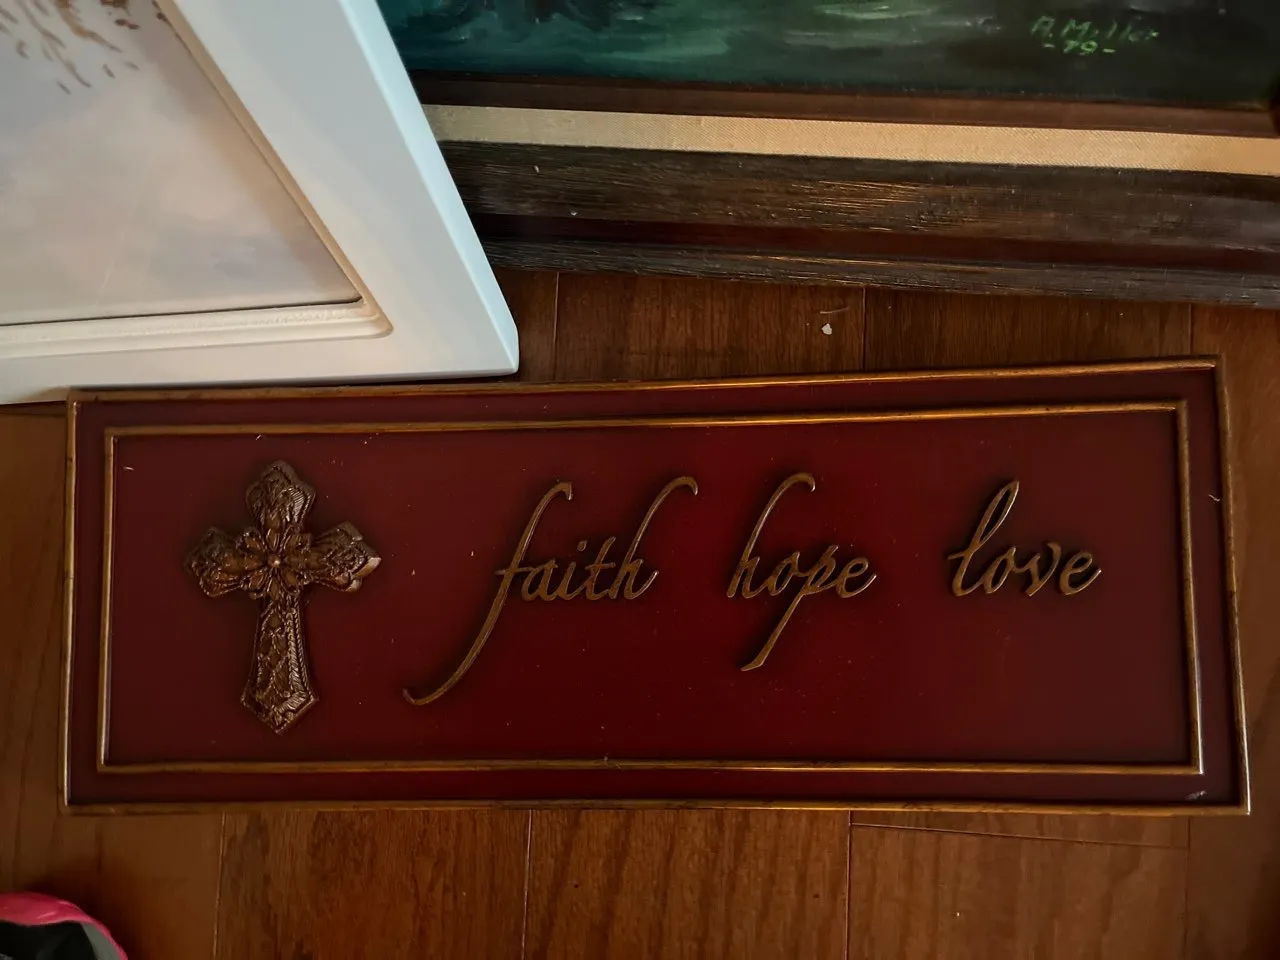 A. Miller
-79-
faith hope love